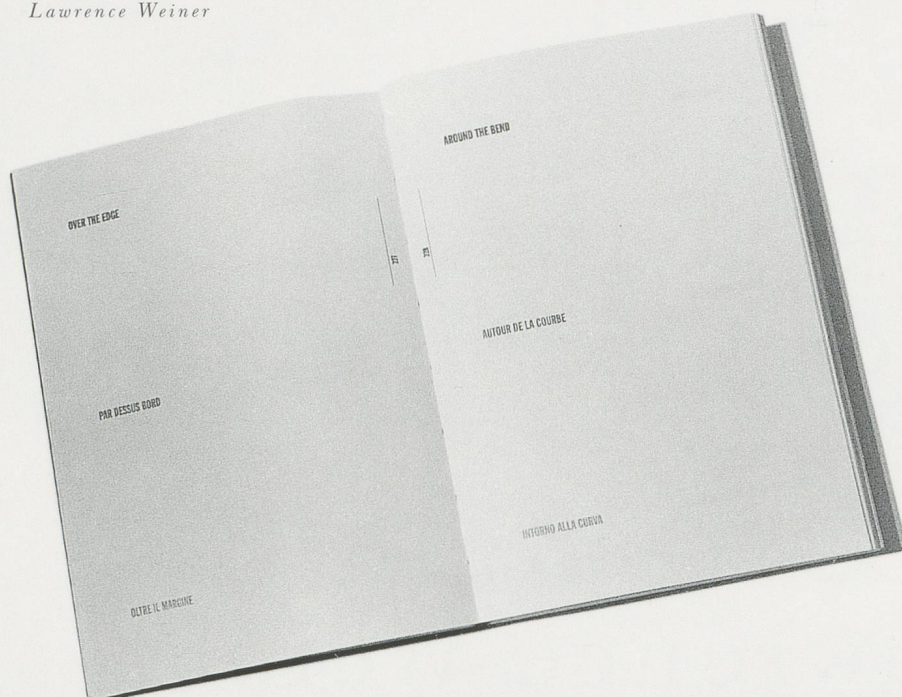 Lawrence Weiner
OVER THE EDGE
PAR DESSUS BORD
OLTRE IL MARGINE
AROUND THE BEND
AUTOUR DE LA COURBE
INTORNO ALLA CURVA